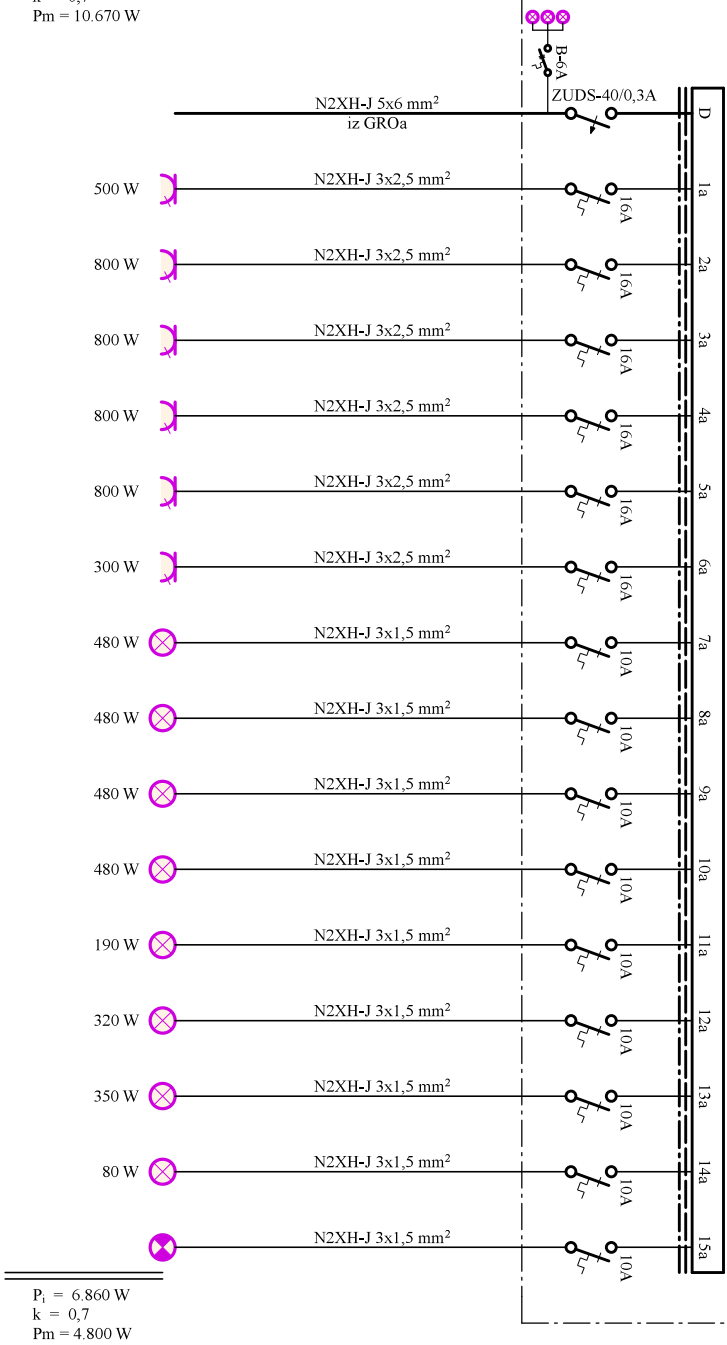 Pm = 10.670 W
B-6A
ZUDS-40/0,3A
N2XH-J 5x6 mm²
iz GROa
D
500 W
N2XH-J 3x2,5 mm²
16A
1a
800 W
N2XH-J 3x2,5 mm²
16A
2a
800 W
N2XH-J 3x2,5 mm²
16A
3a
800 W
N2XH-J 3x2,5 mm²
16A
4a
800 W
N2XH-J 3x2,5 mm²
16A
5a
300 W
N2XH-J 3x2,5 mm²
16A
6a
480 W
N2XH-J 3x1,5 mm²
10A
7a
480 W
N2XH-J 3x1,5 mm²
10A
8a
480 W
N2XH-J 3x1,5 mm²
10A
9a
480 W
N2XH-J 3x1,5 mm²
10A
10a
190 W
N2XH-J 3x1,5 mm²
10A
11a
320 W
N2XH-J 3x1,5 mm²
10A
12a
350 W
N2XH-J 3x1,5 mm²
10A
13a
80 W
N2XH-J 3x1,5 mm²
10A
14a
N2XH-J 3x1,5 mm²
10A
15a
Pi = 6.860 W
k = 0,7
Pm = 4.800 W